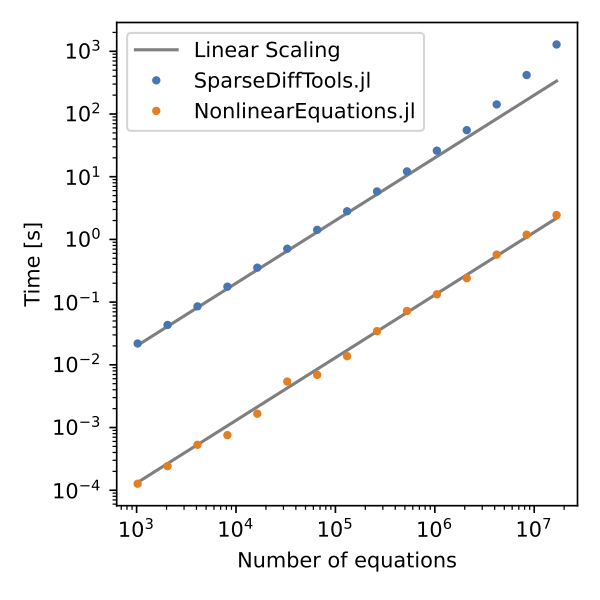 Linear Scaling
SparseDiffTools.jl
NonlinearEquations.jl
Time [s]
10³
10²
10¹
10⁰
10⁻¹
10⁻²
10⁻³
10⁻⁴
10³ 10⁴ 10⁵ 10⁶ 10⁷
Number of equations